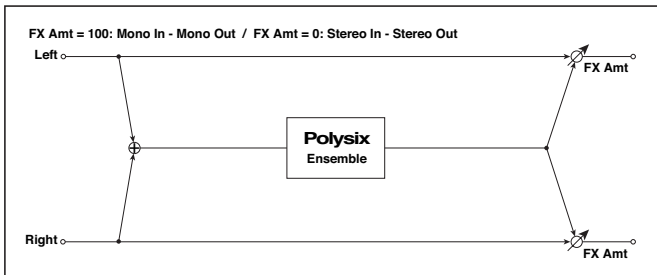 FX Amt = 100: Mono In - Mono Out / FX Amt = 0: Stereo In - Stereo Out
Left
FX Amt
Polysix
Ensemble
Right
FX Amt